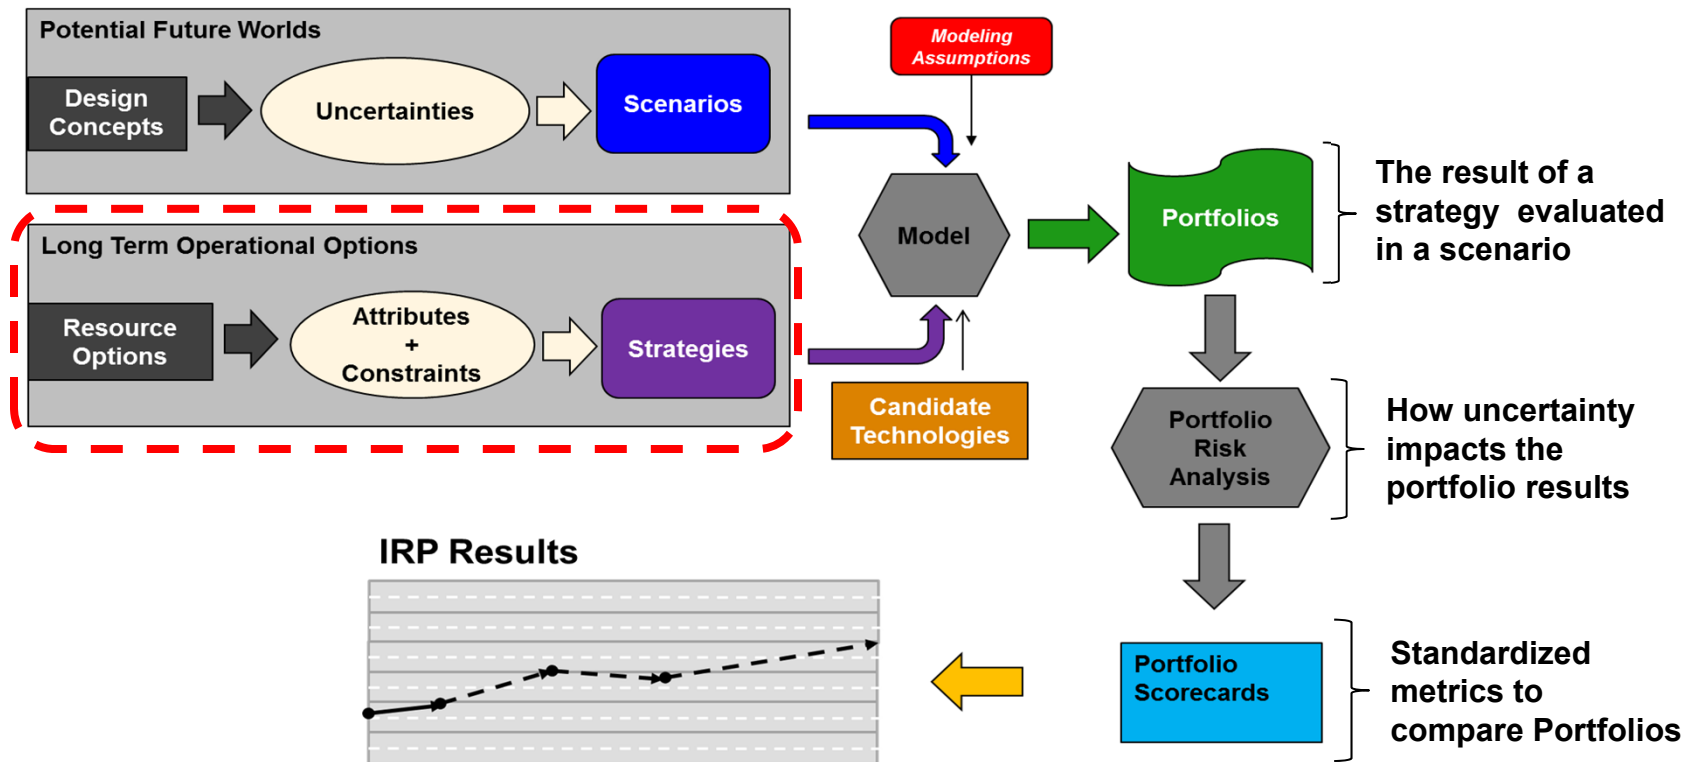 Potential Future Worlds
Design
Concepts
Uncertainties
Scenarios
Modeling
Assumptions
Long Term Operational Options
Resource
Options
Attributes
+
Constraints
Strategies
Model
Candidate
Technologies
Portfolios
The result of a
strategy evaluated
in a scenario
Portfolio
Risk
Analysis
How uncertainty
impacts the
portfolio results
Portfolio
Scorecards
Standardized
metrics to
compare Portfolios
IRP Results